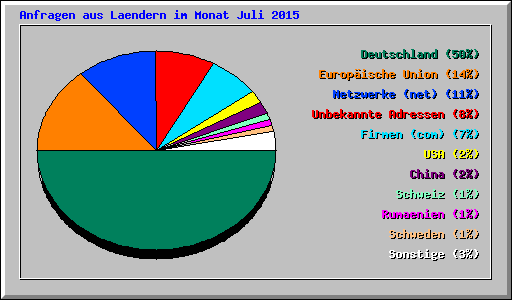 Anfragen aus Laendern im Monat Juli 2015
Deutschland (50%)
Europäische Union (14%)
Netzwerke (net) (11%)
Unbekannte Adressen (8%)
Firmen (com) (7%)
USA (2%)
China (2%)
Schweiz (1%)
Rumaenien (1%)
Schweden (1%)
Sonstige (3%)